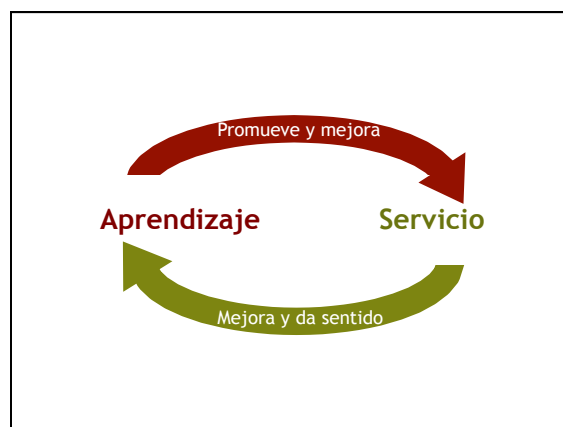 Promueve y mejora
Aprendizaje
Servicio
Mejora y da sentido